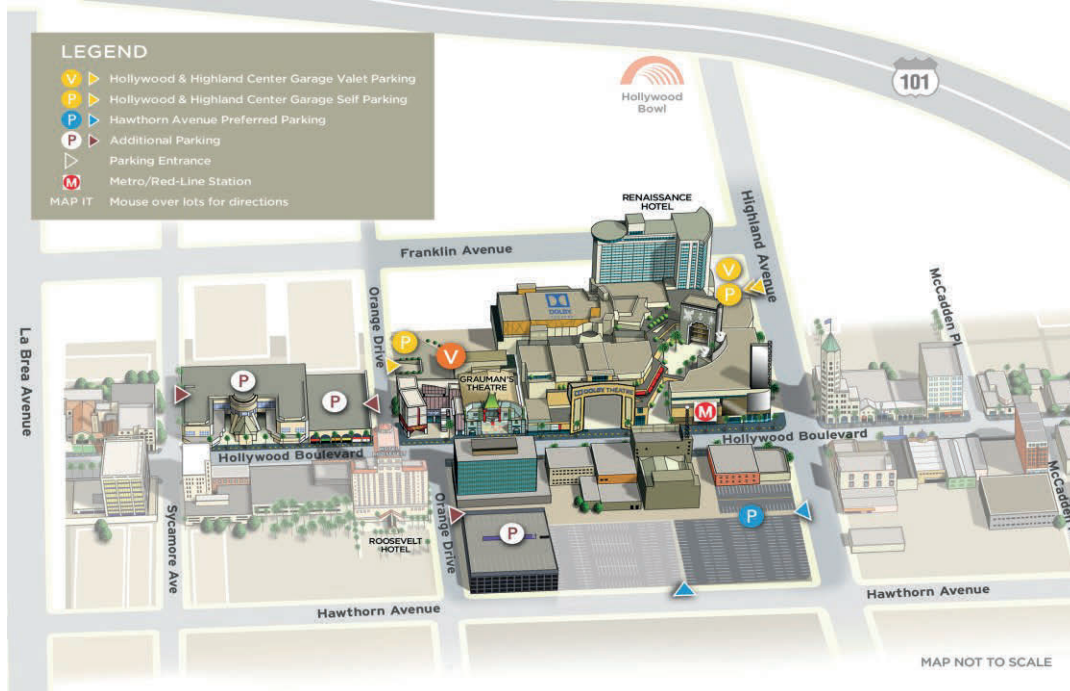 LEGEND
V Hollywood & Highland Center Garage Valet Parking
P Hollywood & Highland Center Garage Self Parking
P Hawthorn Avenue Preferred Parking
P Additional Parking
Parking Entrance
M Metro/Red-Line Station
MAP IT Mouse over lots for directions
101
Hollywood
Bowl
RENAISSANCE
HOTEL
Highland Avenue
Franklin Avenue
V
P
McCadden Pl
Orange Drive
La Brea Avenue
DOLBY
P
V
GRAUMAN'S
THEATRE
P
P
DOLBY THEATRE
M
Hollywood Boulevard
Hollywood Boulevard
Sycamore Ave
ROOSEVELT
HOTEL
Orange Drive
P
P
McCadden
Hawthorn Avenue
Hawthorn Avenue
MAP NOT TO SCALE